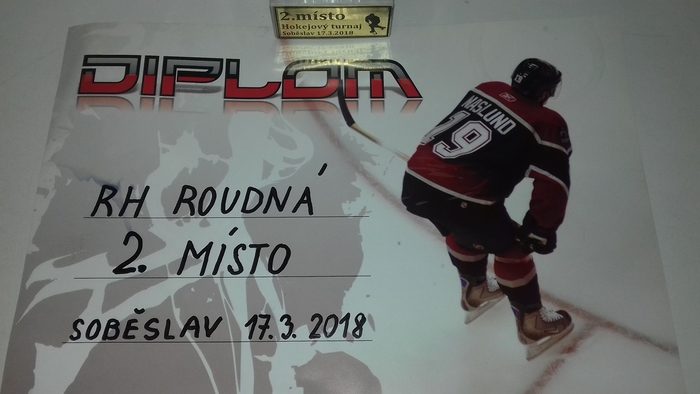 2.místo
Hokejový turnaj
Soběslav 17.3.2018
DIPLOM
19
NASLUND
19
RH ROUDNÁ
2. MÍSTO
SOBĚSLAV 17.3. 2018